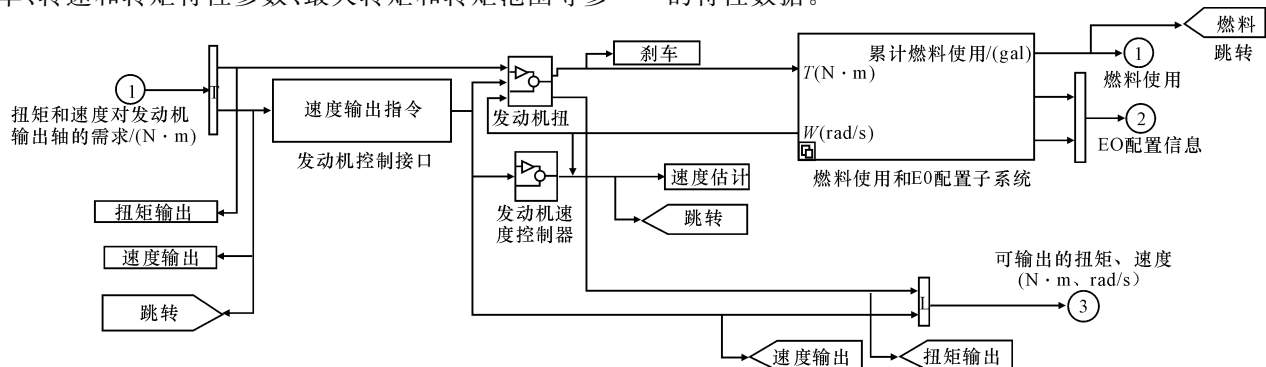 、转速和转矩特性参数、最大转矩和转矩范围等多
的特性数据。
燃料
跳转
刹车
累计燃料使用/(gal)
T(N·m)
W(rad/s)
1
燃料使用
1
T
扭矩和速度对发动机
输出轴的需求/(N·m)
速度输出指令
发动机控制接口
发动机扭
2
EO配置信息
燃料使用和E0配置子系统
速度估计
发动机速
度控制器
跳转
扭矩输出
速度输出
跳转
可输出的扭矩、速度
(N·m、rad/s)
L
3
速度输出
扭矩输出